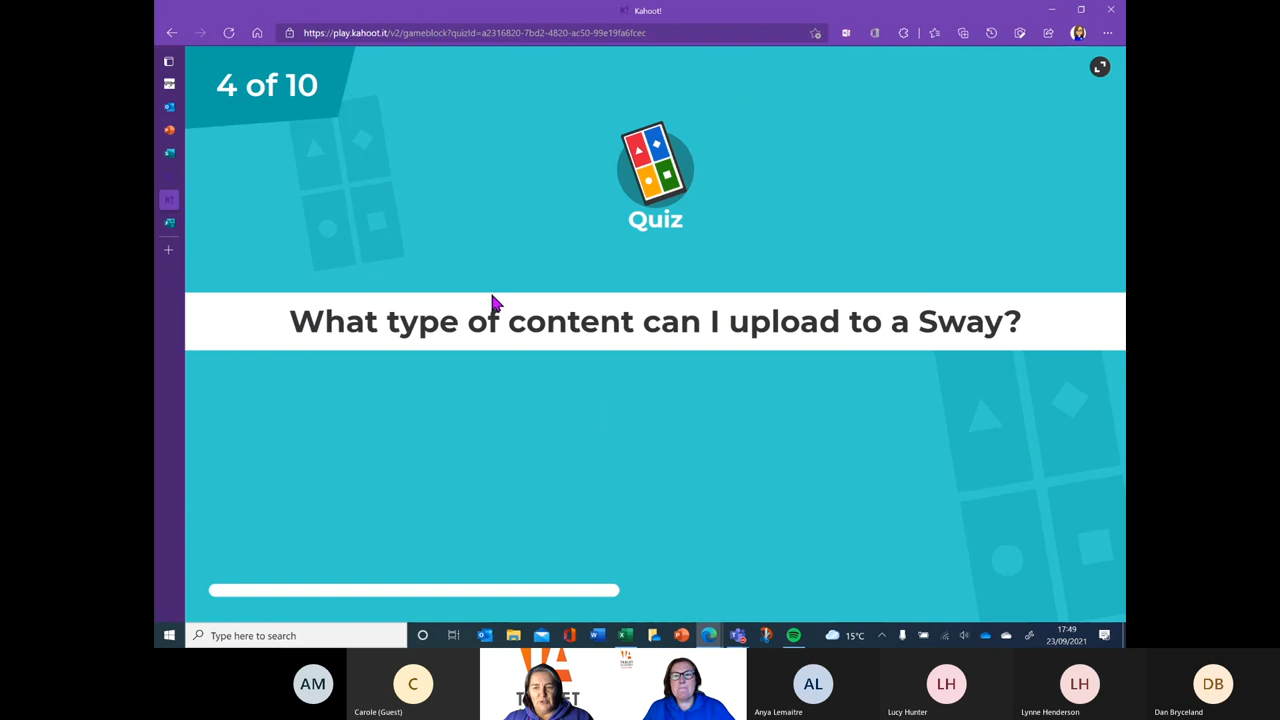 Kahoot!
https://play.kahoot.it/v2/gameblock?quizId=a2316820-7bd2-4820-ac50-99e19fa6fcec
4 of 10
Quiz
What type of content can I upload to a Sway?
Type here to search
15°C
17:49
23/09/2021
AM
C
Carole (Guest)
TARGET
AL
Anya Lemaitre
LH
Lucy Hunter
LH
Lynne Henderson
DB
Dan Bryceland